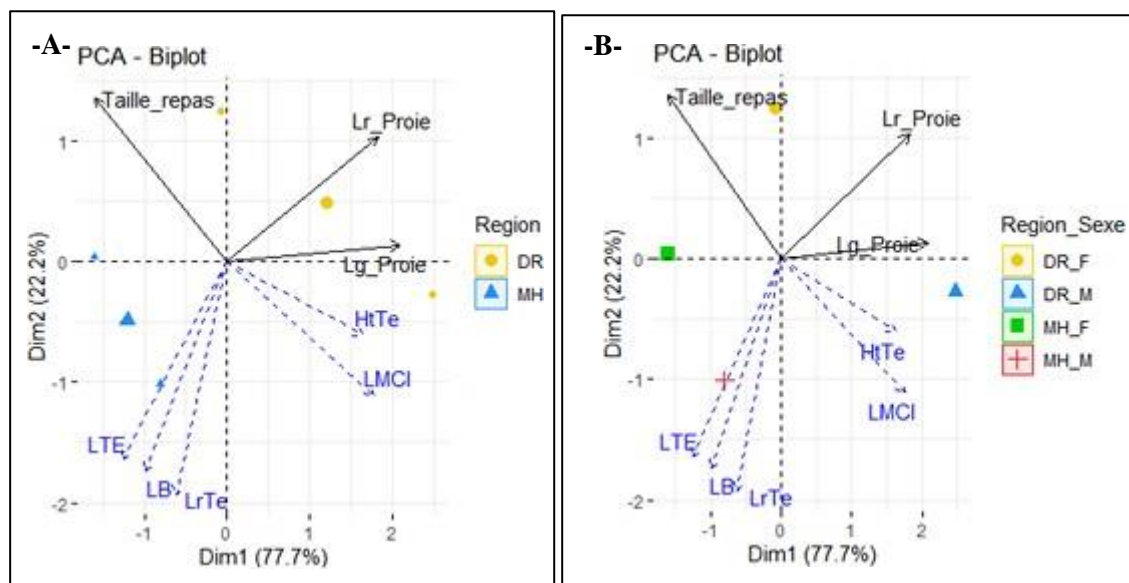 -A-
PCA - Biplot
Taille_repas
Lr_Proie
Lg_Proie
HtTe
LMCI
LTE
LB
LrTe
1
0
-1
-2
-1
0
1
2
Dim2 (22.2%)
Dim1 (77.7%)
Region
DR
MH
-B-
PCA - Biplot
Taille_repas
Lr_Proie
Lg_Proie
HtTe
LMCI
LTE
LB
LrTe
1
0
-1
-2
-1
0
1
2
Dim2 (22.2%)
Dim1 (77.7%)
Region_Sexe
DR_F
DR_M
MH_F
MH_M